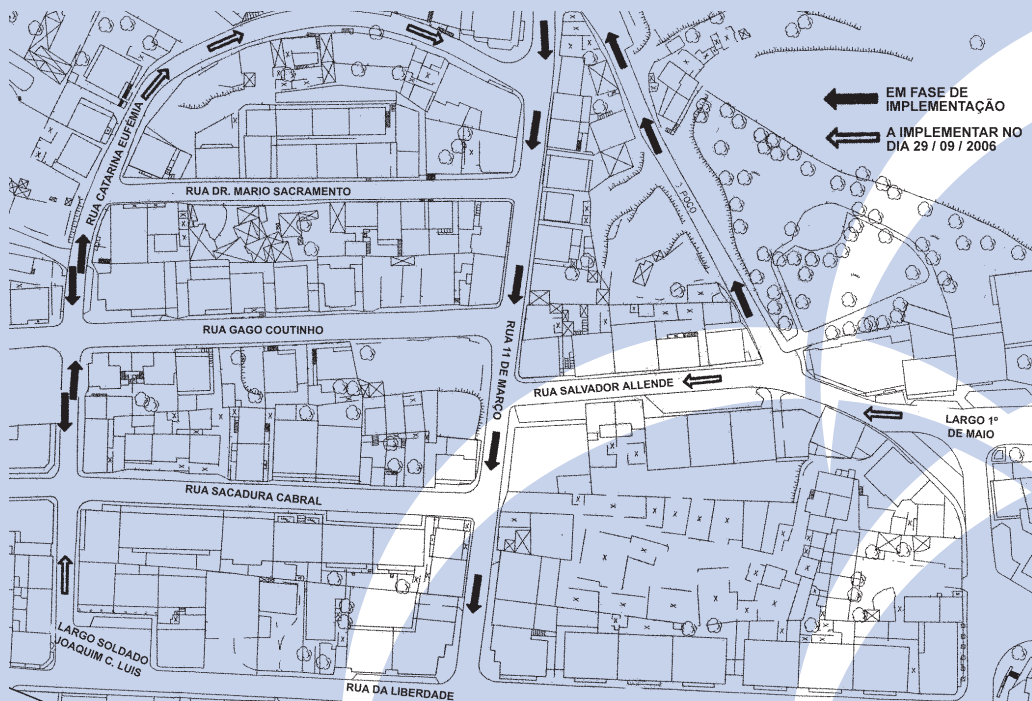 EM FASE DE
IMPLEMENTAÇÃO
A IMPLEMENTAR NO
DIA 29 / 09 / 2006
RUA CATARINA EUFÉMIA
RUA DR. MARIO SACRAMENTO
J. POÇO
RUA GAGO COUTINHO
RUA 11 DE MARÇO
RUA SALVADOR ALLENDE
LARGO 1º
DE MAIO
RUA SACADURA CABRAL
LARGO SOLDADO
JOAQUIM C. LUIS
RUA DA LIBERDADE